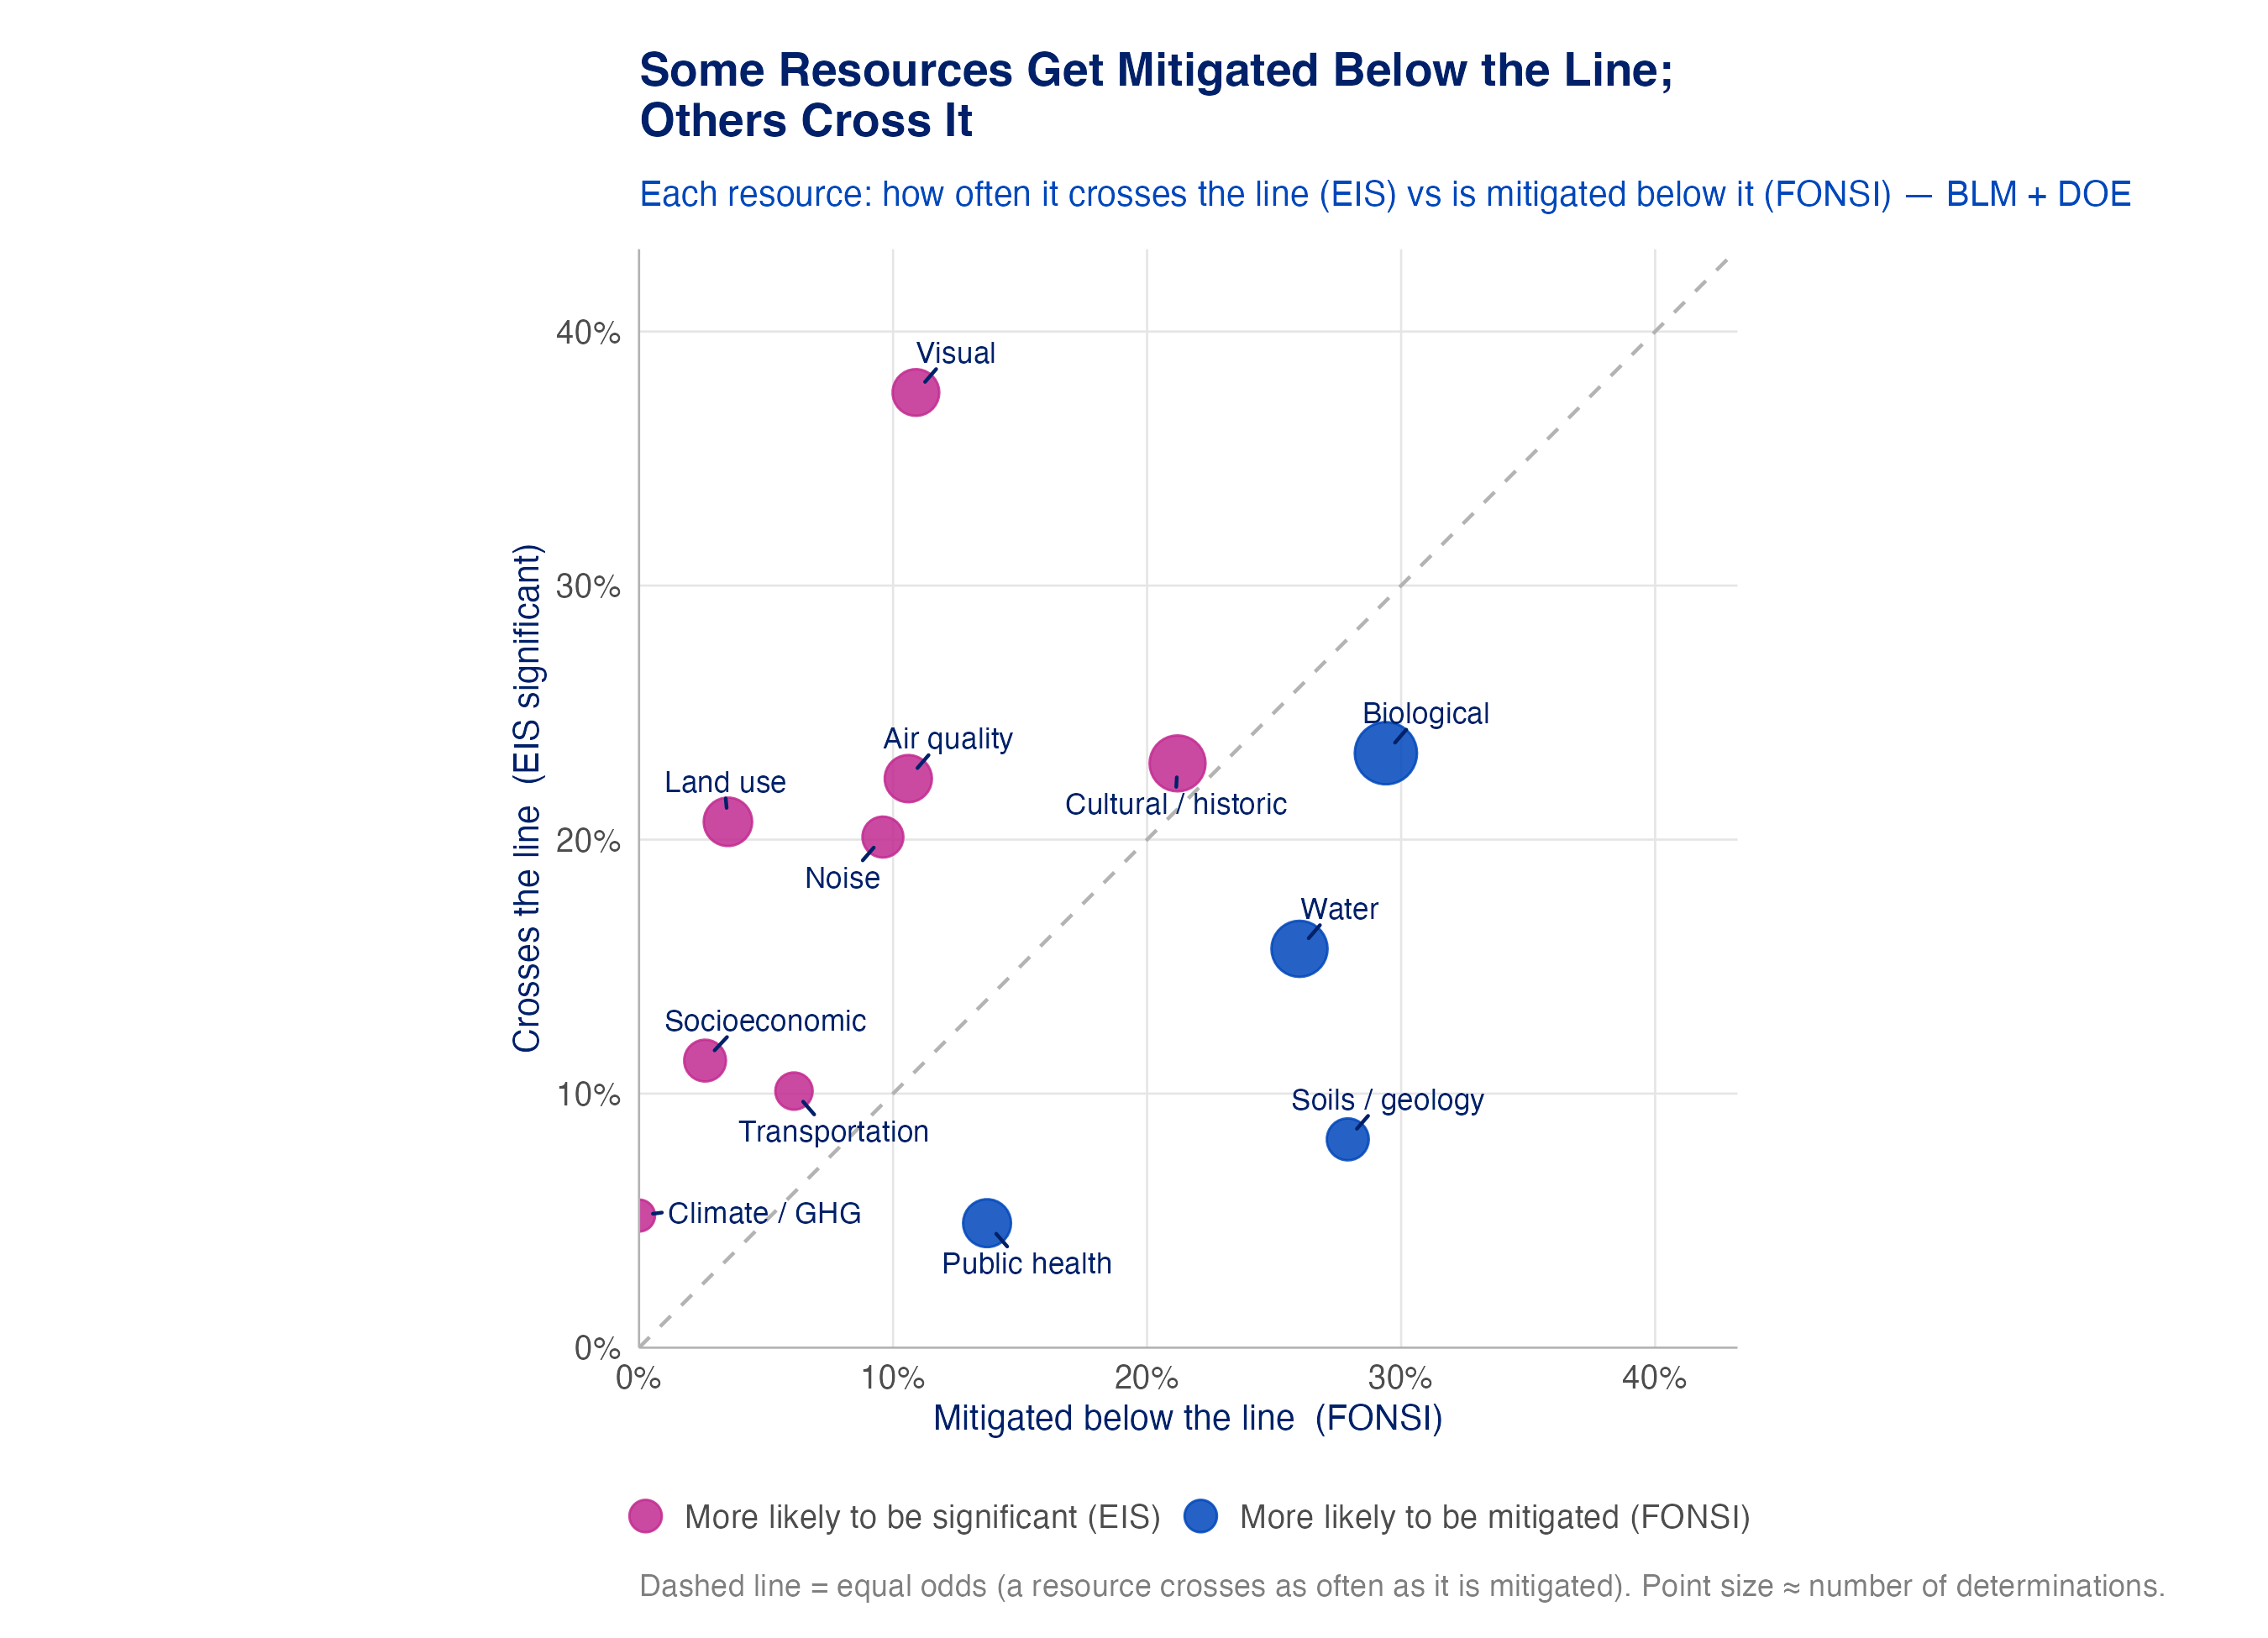 Some Resources Get Mitigated Below the Line;
Others Cross It
Each resource: how often it crosses the line (EIS) vs is mitigated below it (FONSI) — BLM + DOE
Crosses the line (EIS significant)
40%
30%
20%
10%
0%
Visual
Biological
Air quality
Land use
Cultural / historic
Noise
Water
Socioeconomic
Soils / geology
Transportation
Climate / GHG
Public health
0%
10%
20%
30%
40%
Mitigated below the line (FONSI)
More likely to be significant (EIS)
More likely to be mitigated (FONSI)
Dashed line = equal odds (a resource crosses as often as it is mitigated). Point size ≈ number of determinations.